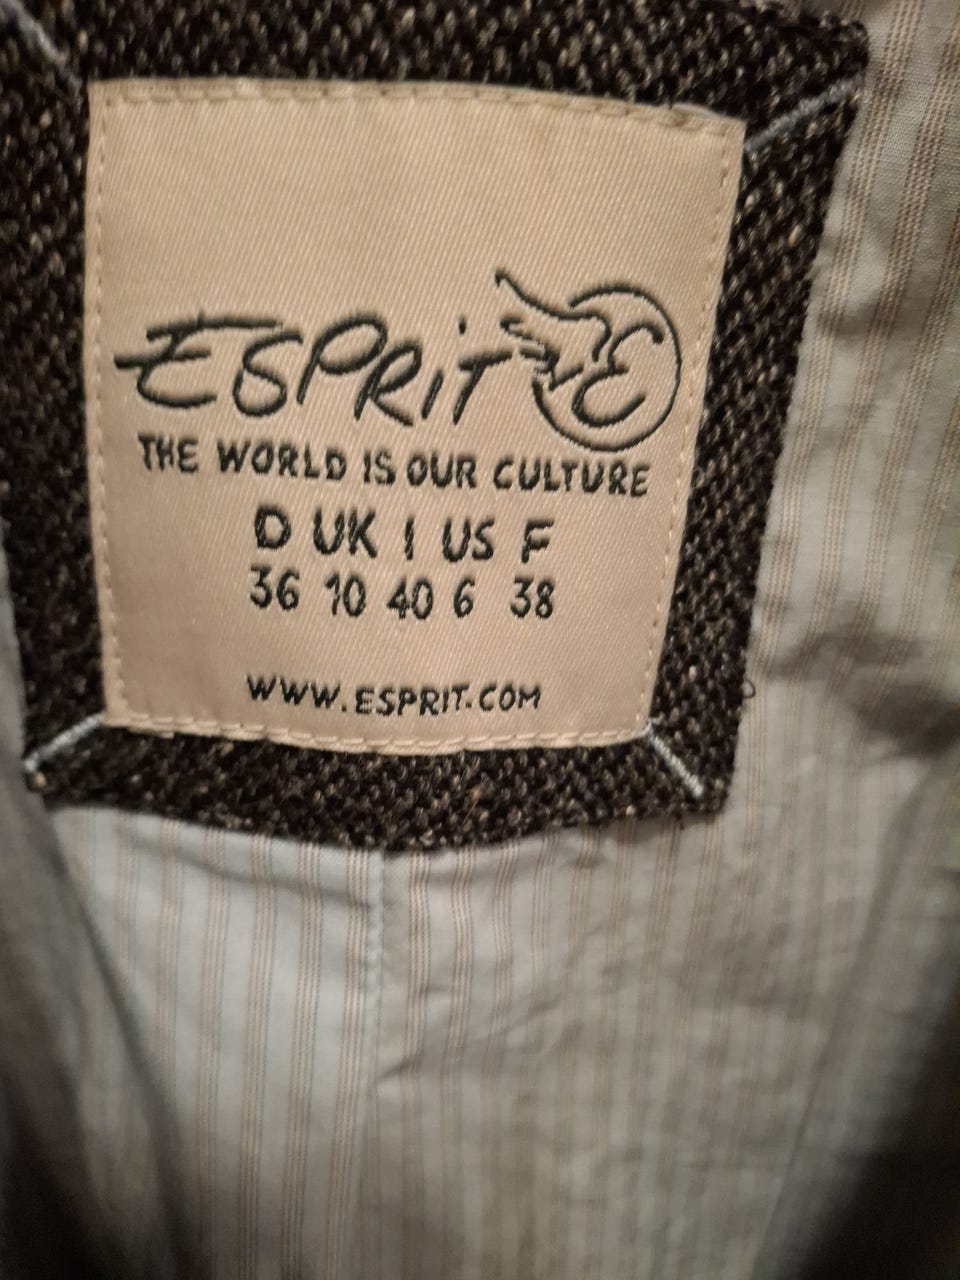 ESPRIT E
THE WORLD IS OUR CULTURE
D UK I US F
36 10 40 6 38
WWW.ESPRIT.COM